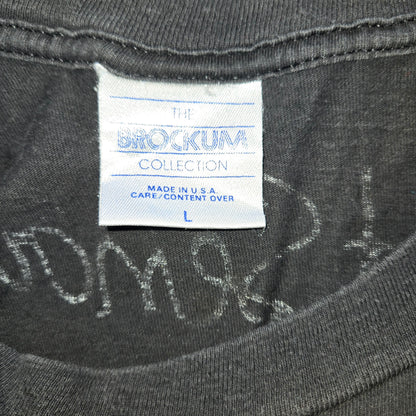 THE
BROCKUM
COLLECTION
MADE IN U.S.A.
CARE/CONTENT OVER
L